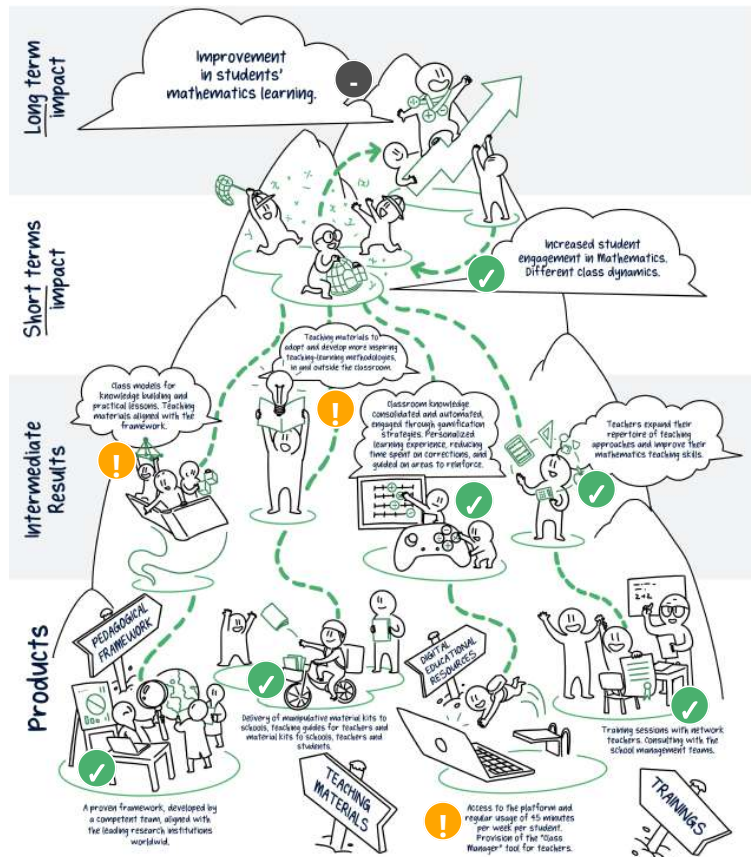 Long term
impact
Improvement
in students'
mathematics learning.
-
Short terms
impact
Increased student
engagement in Mathematics.
Different class dynamics.
Intermediate
Results
Class models for
knowledge building and
practical lessons. Teaching
materials aligned with the
framework.
!
Teaching materials to
adopt and develop more inspiring
teaching-learning methodologies,
in and outside the classroom.
!
Classroom knowledge
consolidated and automated,
engaged through gamification
strategies. Personalized
learning experience, reducing
time spent on corrections, and
guided on areas to reinforce.
Teachers expand their
repertoire of teaching
approaches and improve their
mathematics teaching skills.
Products
PEDAGOGICAL
FRAMEWORK
A proven framework, developed by
a competent team, aligned with
the leading research institutions
worldwid.
Delivery of manipulative material kits to
schools, teaching guides for teachers and
material kits to schools, teachers and
students.
TEACHING
MATERIALS
DIGITAL
EDUCATIONAL
RESOURCES
!
Access to the platform and
regular usage of 45 minutes
per week per student.
Provision of the "Class
Manager" tool for teachers.
2+2
Training sessions with network
teachers. Consulting with the
school management teams.
TRAININGS